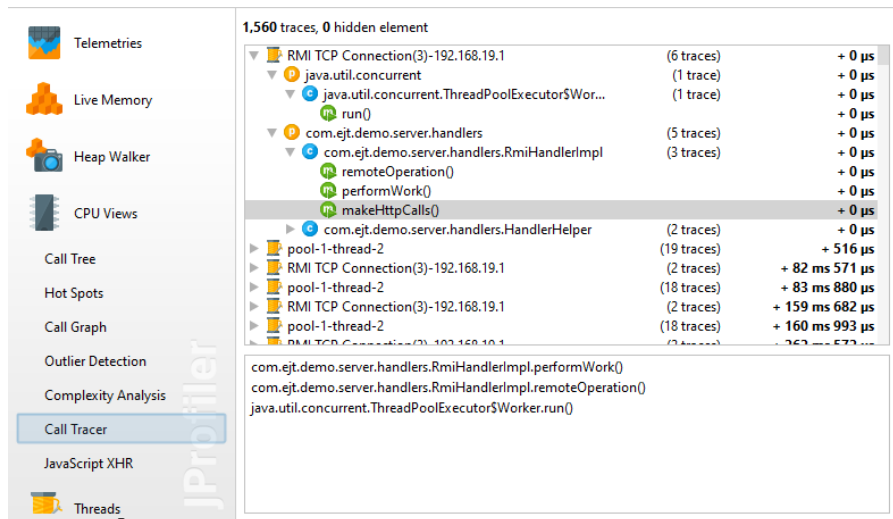 Telemetries
Live Memory
Heap Walker
CPU Views
Call Tree
Hot Spots
Call Graph
Outlier Detection
Complexity Analysis
Call Tracer
JavaScript XHR
Threads
JProfiler
1,560 traces, 0 hidden element
RMI TCP Connection(3)-192.168.19.1 (6 traces) + 0 µs
p java.util.concurrent (1 trace) + 0 µs
c java.util.concurrent.ThreadPoolExecutor$Wor... (1 trace) + 0 µs
m run() + 0 µs
p com.ejt.demo.server.handlers (5 traces) + 0 µs
c com.ejt.demo.server.handlers.RmiHandlerImpl (3 traces) + 0 µs
m remoteOperation() + 0 µs
m performWork() + 0 µs
m makeHttpCalls() + 0 µs
c com.ejt.demo.server.handlers.HandlerHelper (2 traces) + 0 µs
pool-1-thread-2 (19 traces) + 516 µs
RMI TCP Connection(3)-192.168.19.1 (2 traces) + 82 ms 571 µs
pool-1-thread-2 (18 traces) + 83 ms 880 µs
RMI TCP Connection(3)-192.168.19.1 (2 traces) + 159 ms 682 µs
pool-1-thread-2 (18 traces) + 160 ms 993 µs
com.ejt.demo.server.handlers.RmiHandlerImpl.performWork()
com.ejt.demo.server.handlers.RmiHandlerImpl.remoteOperation()
java.util.concurrent.ThreadPoolExecutor$Worker.run()